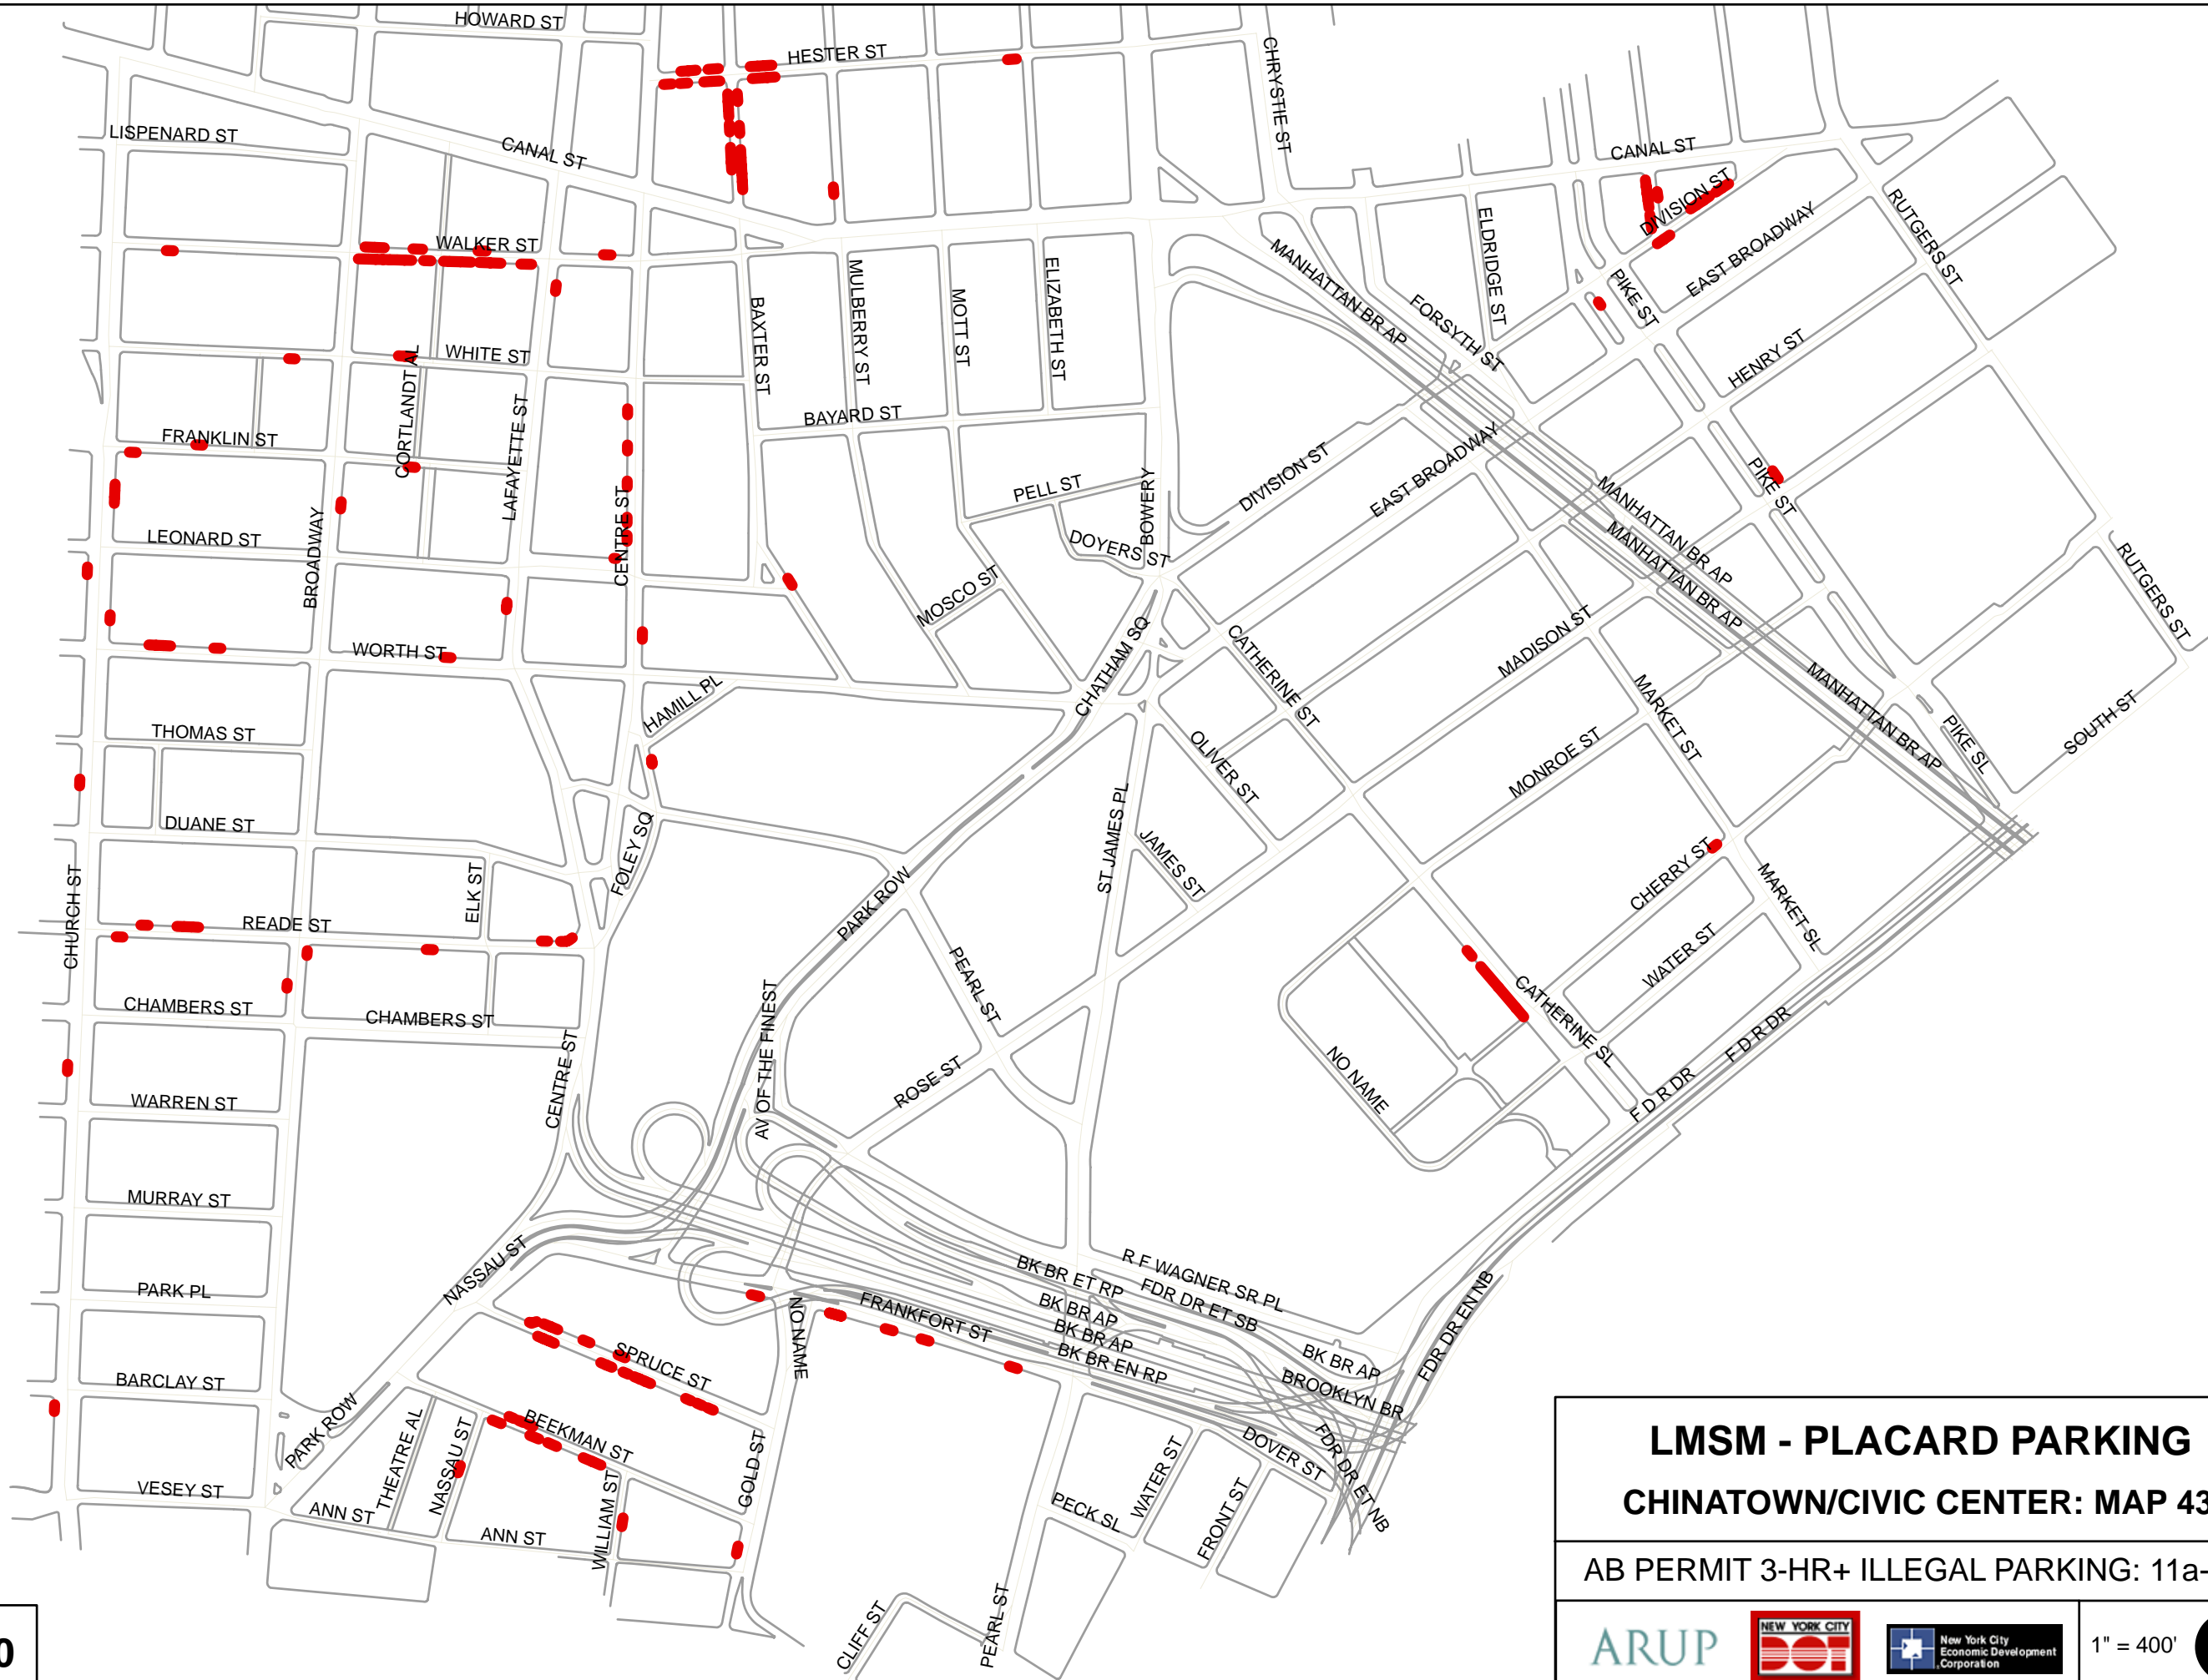 HOWARD ST
HESTER ST
CHRYSTIE ST
LISPENARD ST
CANAL ST
CANAL ST
DIVISION ST
RUTGERS ST
ELDRIDGE ST
EAST BROADWAY
WALKER ST
MANHATTAN BR AP
FORSYTH ST
PIKE ST
BAXTER ST
MULBERRY ST
MOTT ST
ELIZABETH ST
WHITE ST
CORTLANDT AL
HENRY ST
LAFAYETTE ST
BAYARD ST
FRANKLIN ST
DIVISION ST
EAST BROADWAY
PELL ST
BOWERY
PIKE ST
MANHATTAN BR AP
MANHATTAN BR AP
CENTRE ST
LEONARD ST
BROADWAY
DOYERS ST
RUTGERS ST
MOSCO ST
CHATHAM SQ
CATHERINE ST
MADISON ST
WORTH ST
HAMILL PL
MARKET ST
MANHATTAN BR AP
PIKE SL
SOUTH ST
THOMAS ST
OLIVER ST
MONROE ST
DUANE ST
FOLEY SQ
ST JAMES PL
JAMES ST
CHERRY ST
MARKET SL
ELK ST
CHURCH ST
READE ST
PARK ROW
PEARL ST
WATER ST
CATHERINE SL
CHAMBERS ST
CHAMBERS ST
AV OF THE FINEST
CENTRE ST
NO NAME
F D R DR
F D R DR
ROSE ST
WARREN ST
MURRAY ST
NASSAU ST
PARK PL
R F WAGNER SR PL
BK BR ET RP
FDR DR ET SB
BK BR AP
BK BR AP
BK BR EN RP
BK BR AP
BROOKLYN BR
FDR DR EN NB
NO NAME
FRANKFORT ST
SPRUCE ST
BARCLAY ST
PARK ROW
THEATRE AL
NASSAU ST
BEEKMAN ST
WILLIAM ST
GOLD ST
DOVER ST
FDR DR ET NB
VESEY ST
ANN ST
ANN ST
PECK SL
WATER ST
FRONT ST
CLIFF ST
PEARL ST
LMSM - PLACARD PARKING
CHINATOWN/CIVIC CENTER: MAP 43
AB PERMIT 3-HR+ ILLEGAL PARKING: 11a-
ARUP
NEW YORK CITY
DOT
New York City
Economic Development
Corporation
1" = 400'
0